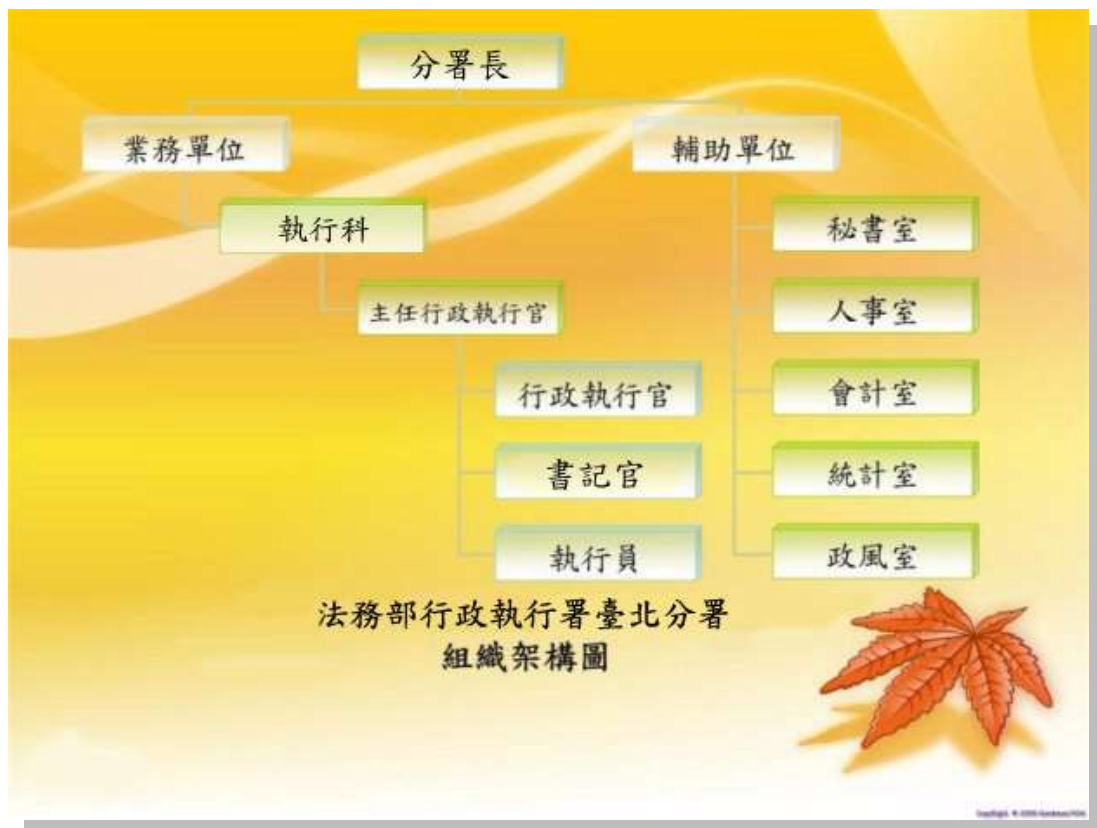 分署長
業務單位
輔助單位
執行科
秘書室
主任行政執行官
人事室
行政執行官
會計室
書記官
統計室
執行員
政風室
法務部行政執行署臺北分署
組織架構圖